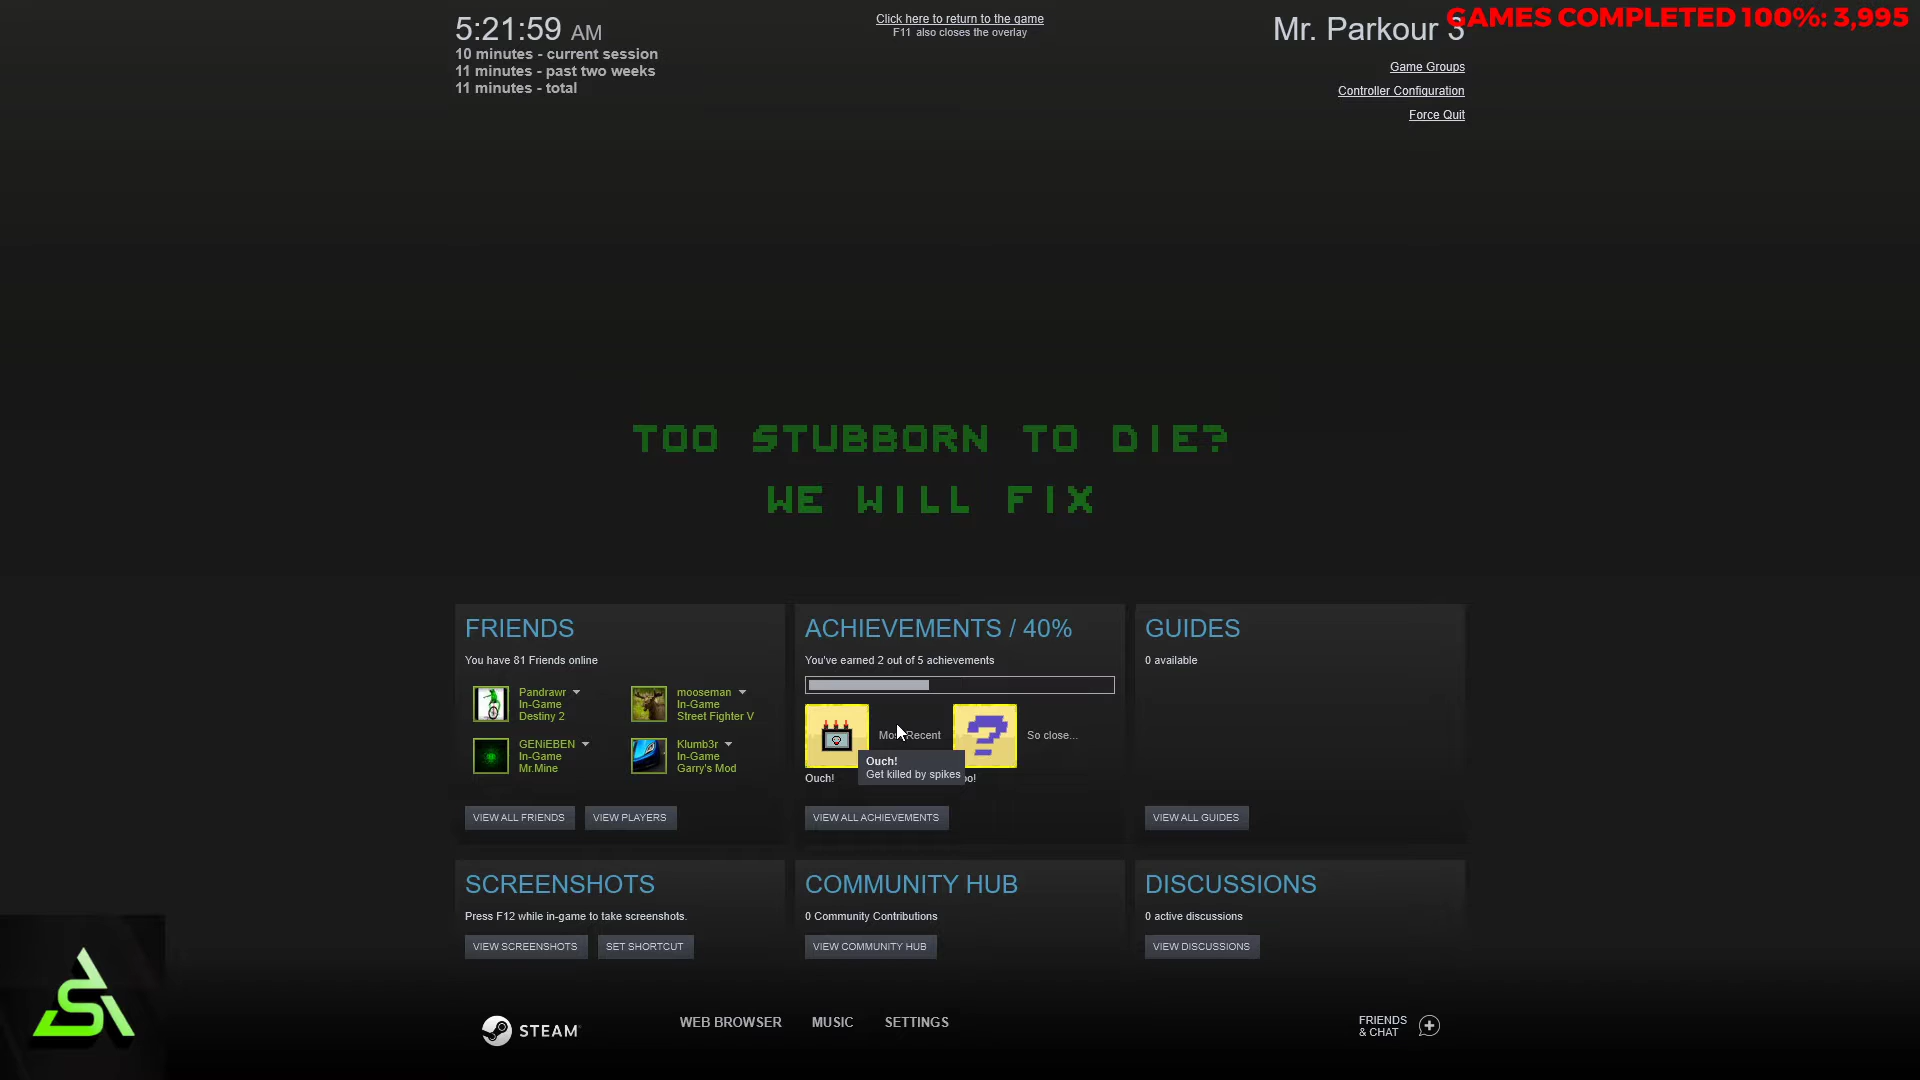 5:21:59 AM
10 minutes - current session
11 minutes - past two weeks
11 minutes - total
Click here to return to the game
F11 also closes the overlay
Mr. Parkour 3
GAMES COMPLETED 100%: 3,995
Game Groups
Controller Configuration
Force Quit
TOO STUBBORN TO DIE?
WE WILL FIX
FRIENDS
You have 81 Friends online
Pandrawr
In-Game
Destiny 2
mooseman
In-Game
Street Fighter V
GENiEBEN
In-Game
Mr.Mine
Klumb3r
In-Game
Garry's Mod
VIEW ALL FRIENDS
VIEW PLAYERS
ACHIEVEMENTS / 40%
You've earned 2 out of 5 achievements
Most Recent
So close...
Ouch!
Ouch!
Get killed by spikes
oo!
VIEW ALL ACHIEVEMENTS
GUIDES
0 available
VIEW ALL GUIDES
SCREENSHOTS
Press F12 while in-game to take screenshots.
VIEW SCREENSHOTS
SET SHORTCUT
COMMUNITY HUB
0 Community Contributions
VIEW COMMUNITY HUB
DISCUSSIONS
0 active discussions
VIEW DISCUSSIONS
STEAM
WEB BROWSER
MUSIC
SETTINGS
FRIENDS
& CHAT